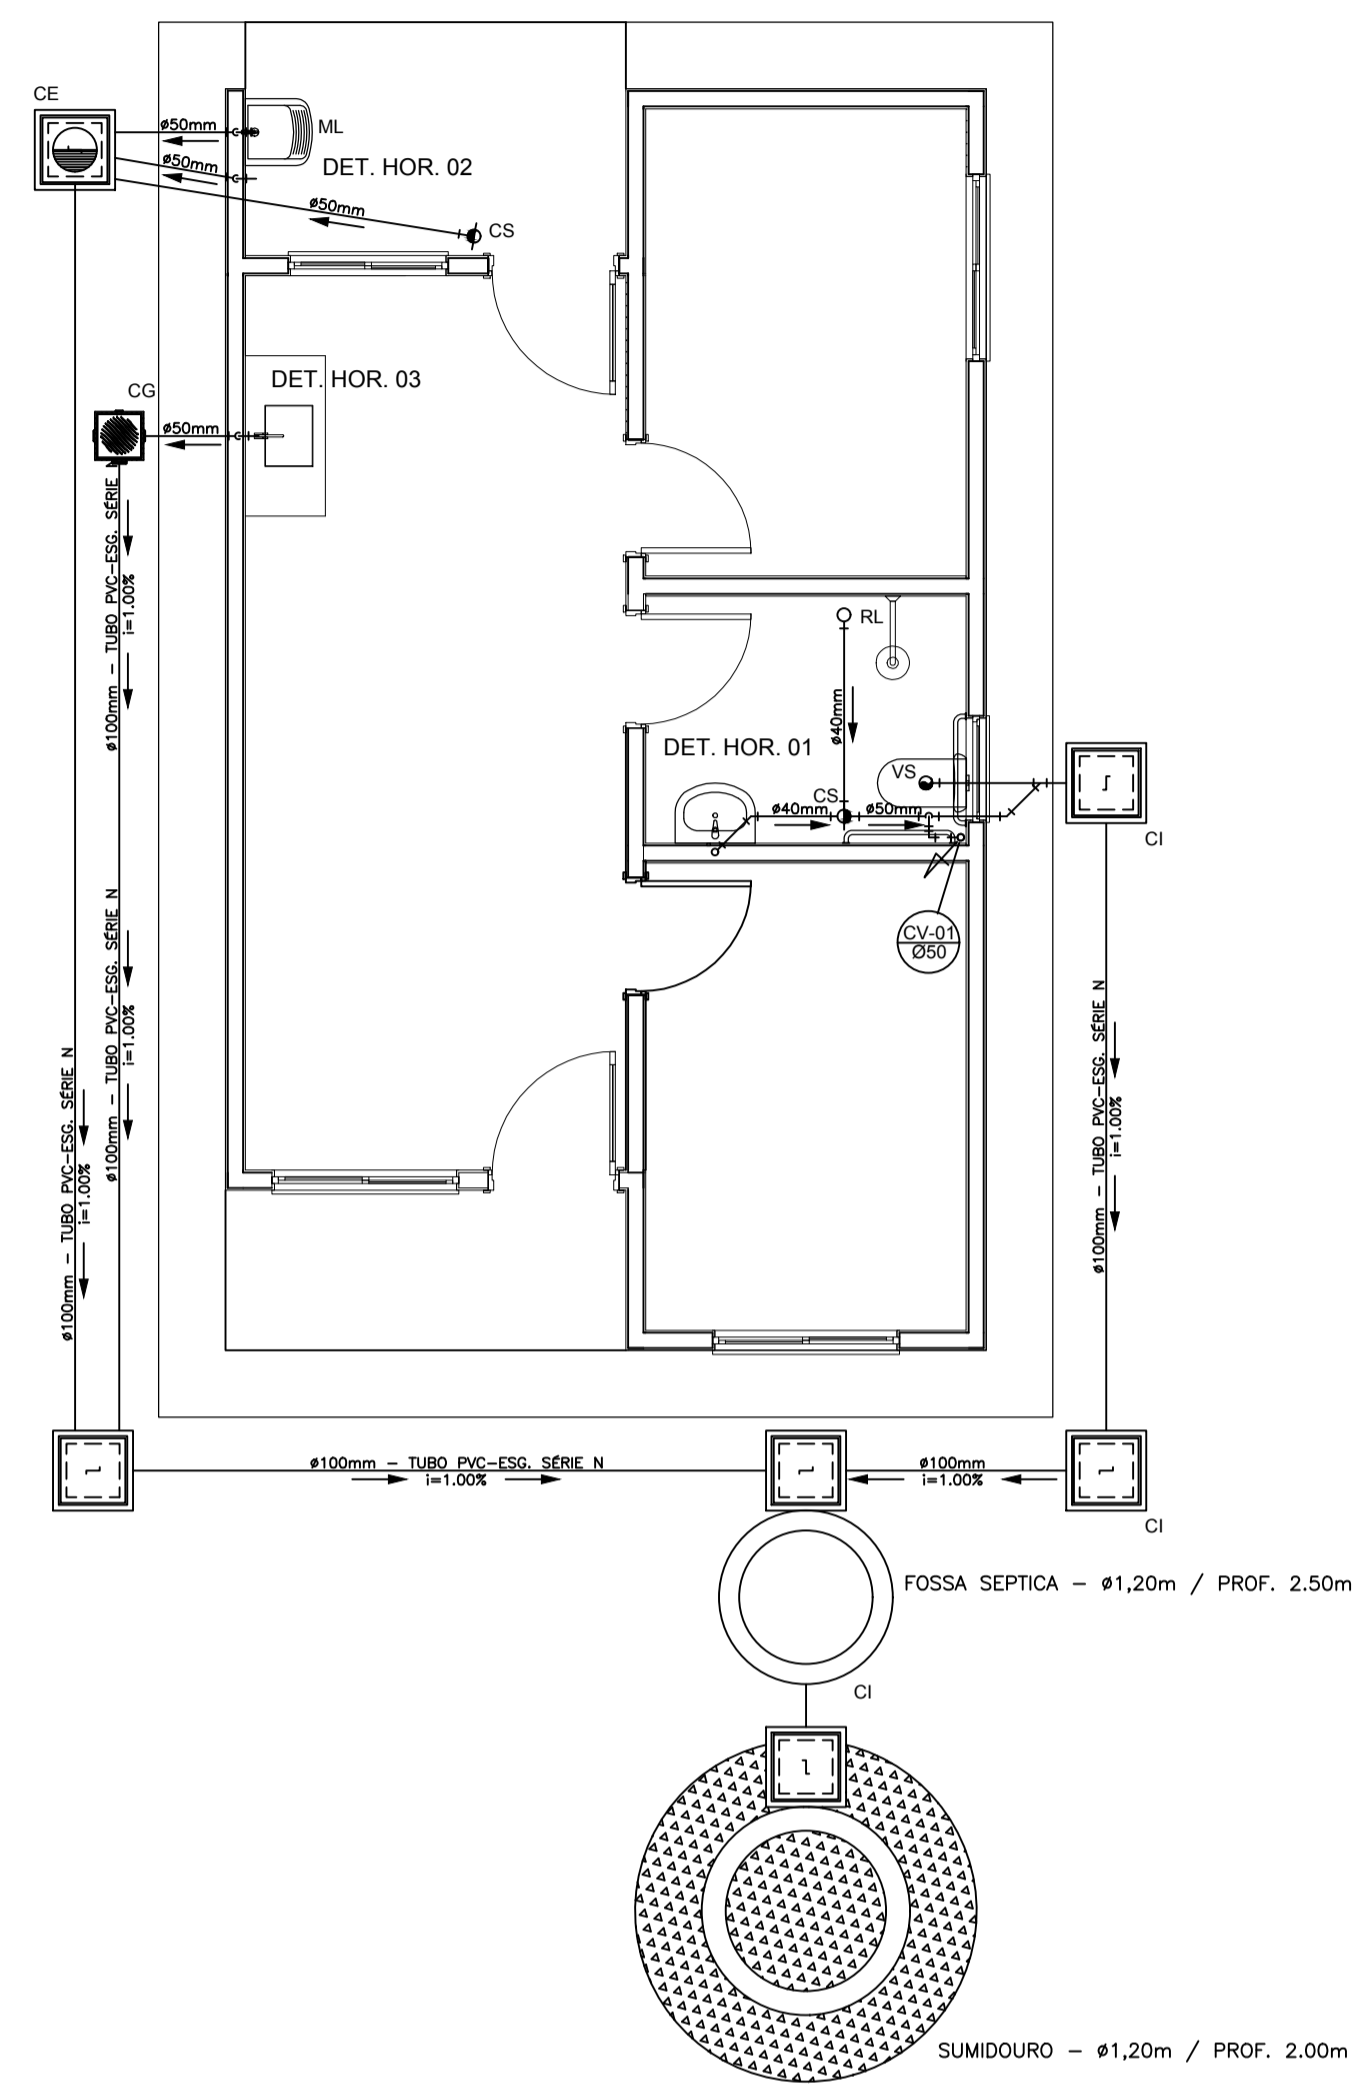 CE
ø50mm
ML
ø50mm
DET. HOR. 02
ø50mm
CS
DET. HOR. 03
CG
ø50mm
ø100mm – TUBO PVC-ESG. SÉRIE N
i=1.00%
RL
ø40mm
DET. HOR. 01
VS
CS
ø40mm
ø50mm
CI
CV-01
Ø50
ø100mm – TUBO PVC-ESG. SÉRIE N
i=1.00%
ø100mm – TUBO PVC-ESG. SÉRIE N
i=1.00%
ø100mm – TUBO PVC-ESG. SÉRIE N
i=1.00%
ø100mm – TUBO PVC-ESG. SÉRIE N
i=1.00%
ø100mm
i=1.00%
CI
FOSSA SEPTICA – ø1,20m / PROF. 2.50m
CI
SUMIDOURO – ø1,20m / PROF. 2.00m